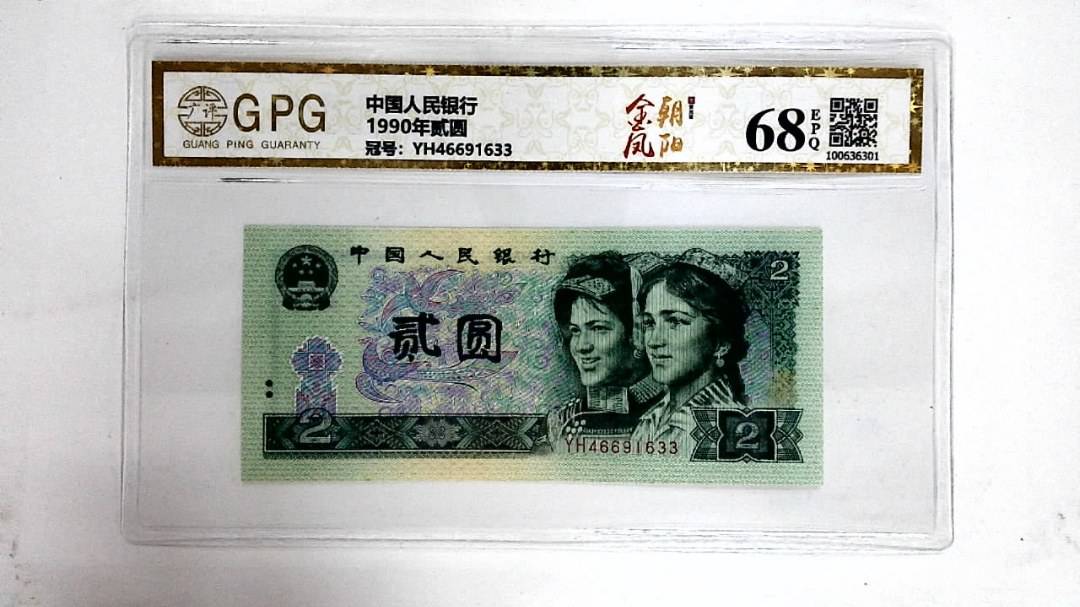 广评
GPG
GUANG PING GUARANTY
中国人民银行
1990年贰圆
冠号：YH46691633
金凤
朝阳
68
EPQ
100636301
中国人民银行
2
贰圆
2
YH46691633
2